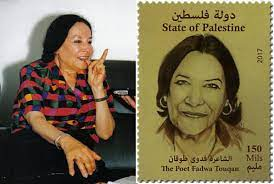 دولة فلسطين
State of Palestine
2017
الشاعرة فدوى طوقان
The Poet Fadwa Touqan
150
Mils
مليم